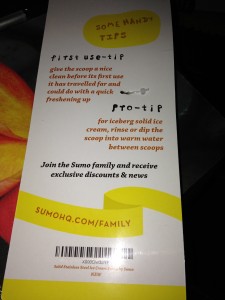 SOME HANDY
TIPS
first use-tip
give the scoop a nice
clean before its first use
it has travelled far and
could do with a quick
freshening up
pro-tip
for iceberg solid ice
cream, rinse or dip the
scoop into warm water
between scoops
Join the Sumo family and receive
exclusive discounts & news
SUMOHQ.COM/FAMILY